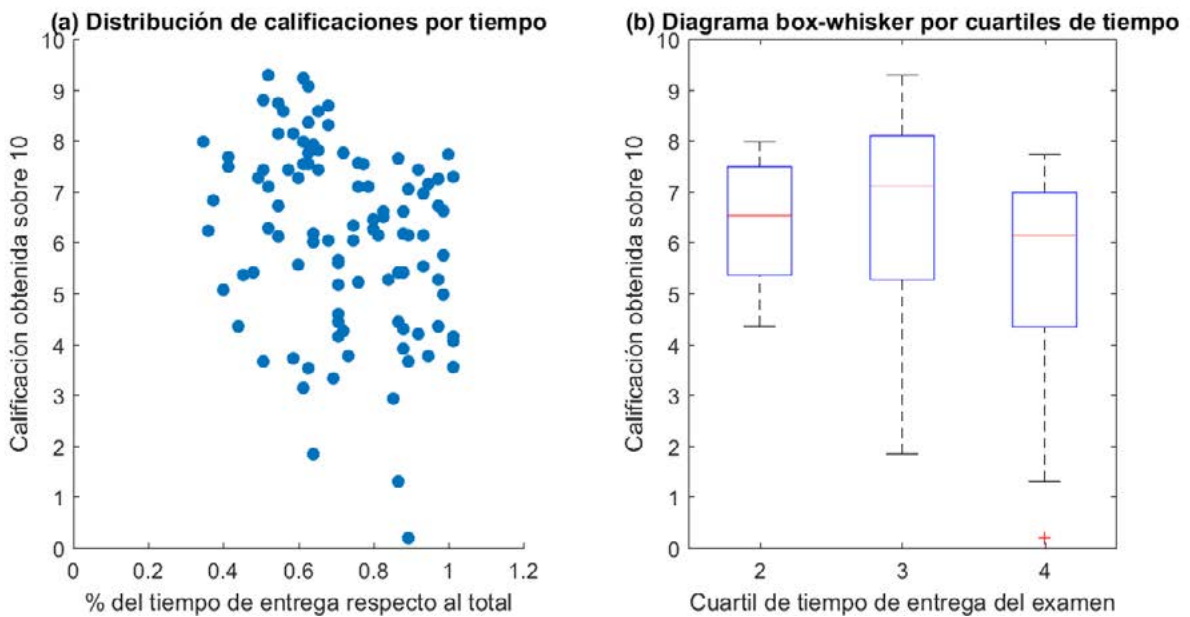 (a) Distribución de calificaciones por tiempo
10
9
8
7
6
5
4
3
2
1
0
Calificación obtenida sobre 10
0 0.2 0.4 0.6 0.8 1 1.2
% del tiempo de entrega respecto al total
(b) Diagrama box-whisker por cuartiles de tiempo
10
9
8
7
6
5
4
3
2
1
0
Calificación obtenida sobre 10
2 3 4
Cuartil de tiempo de entrega del examen